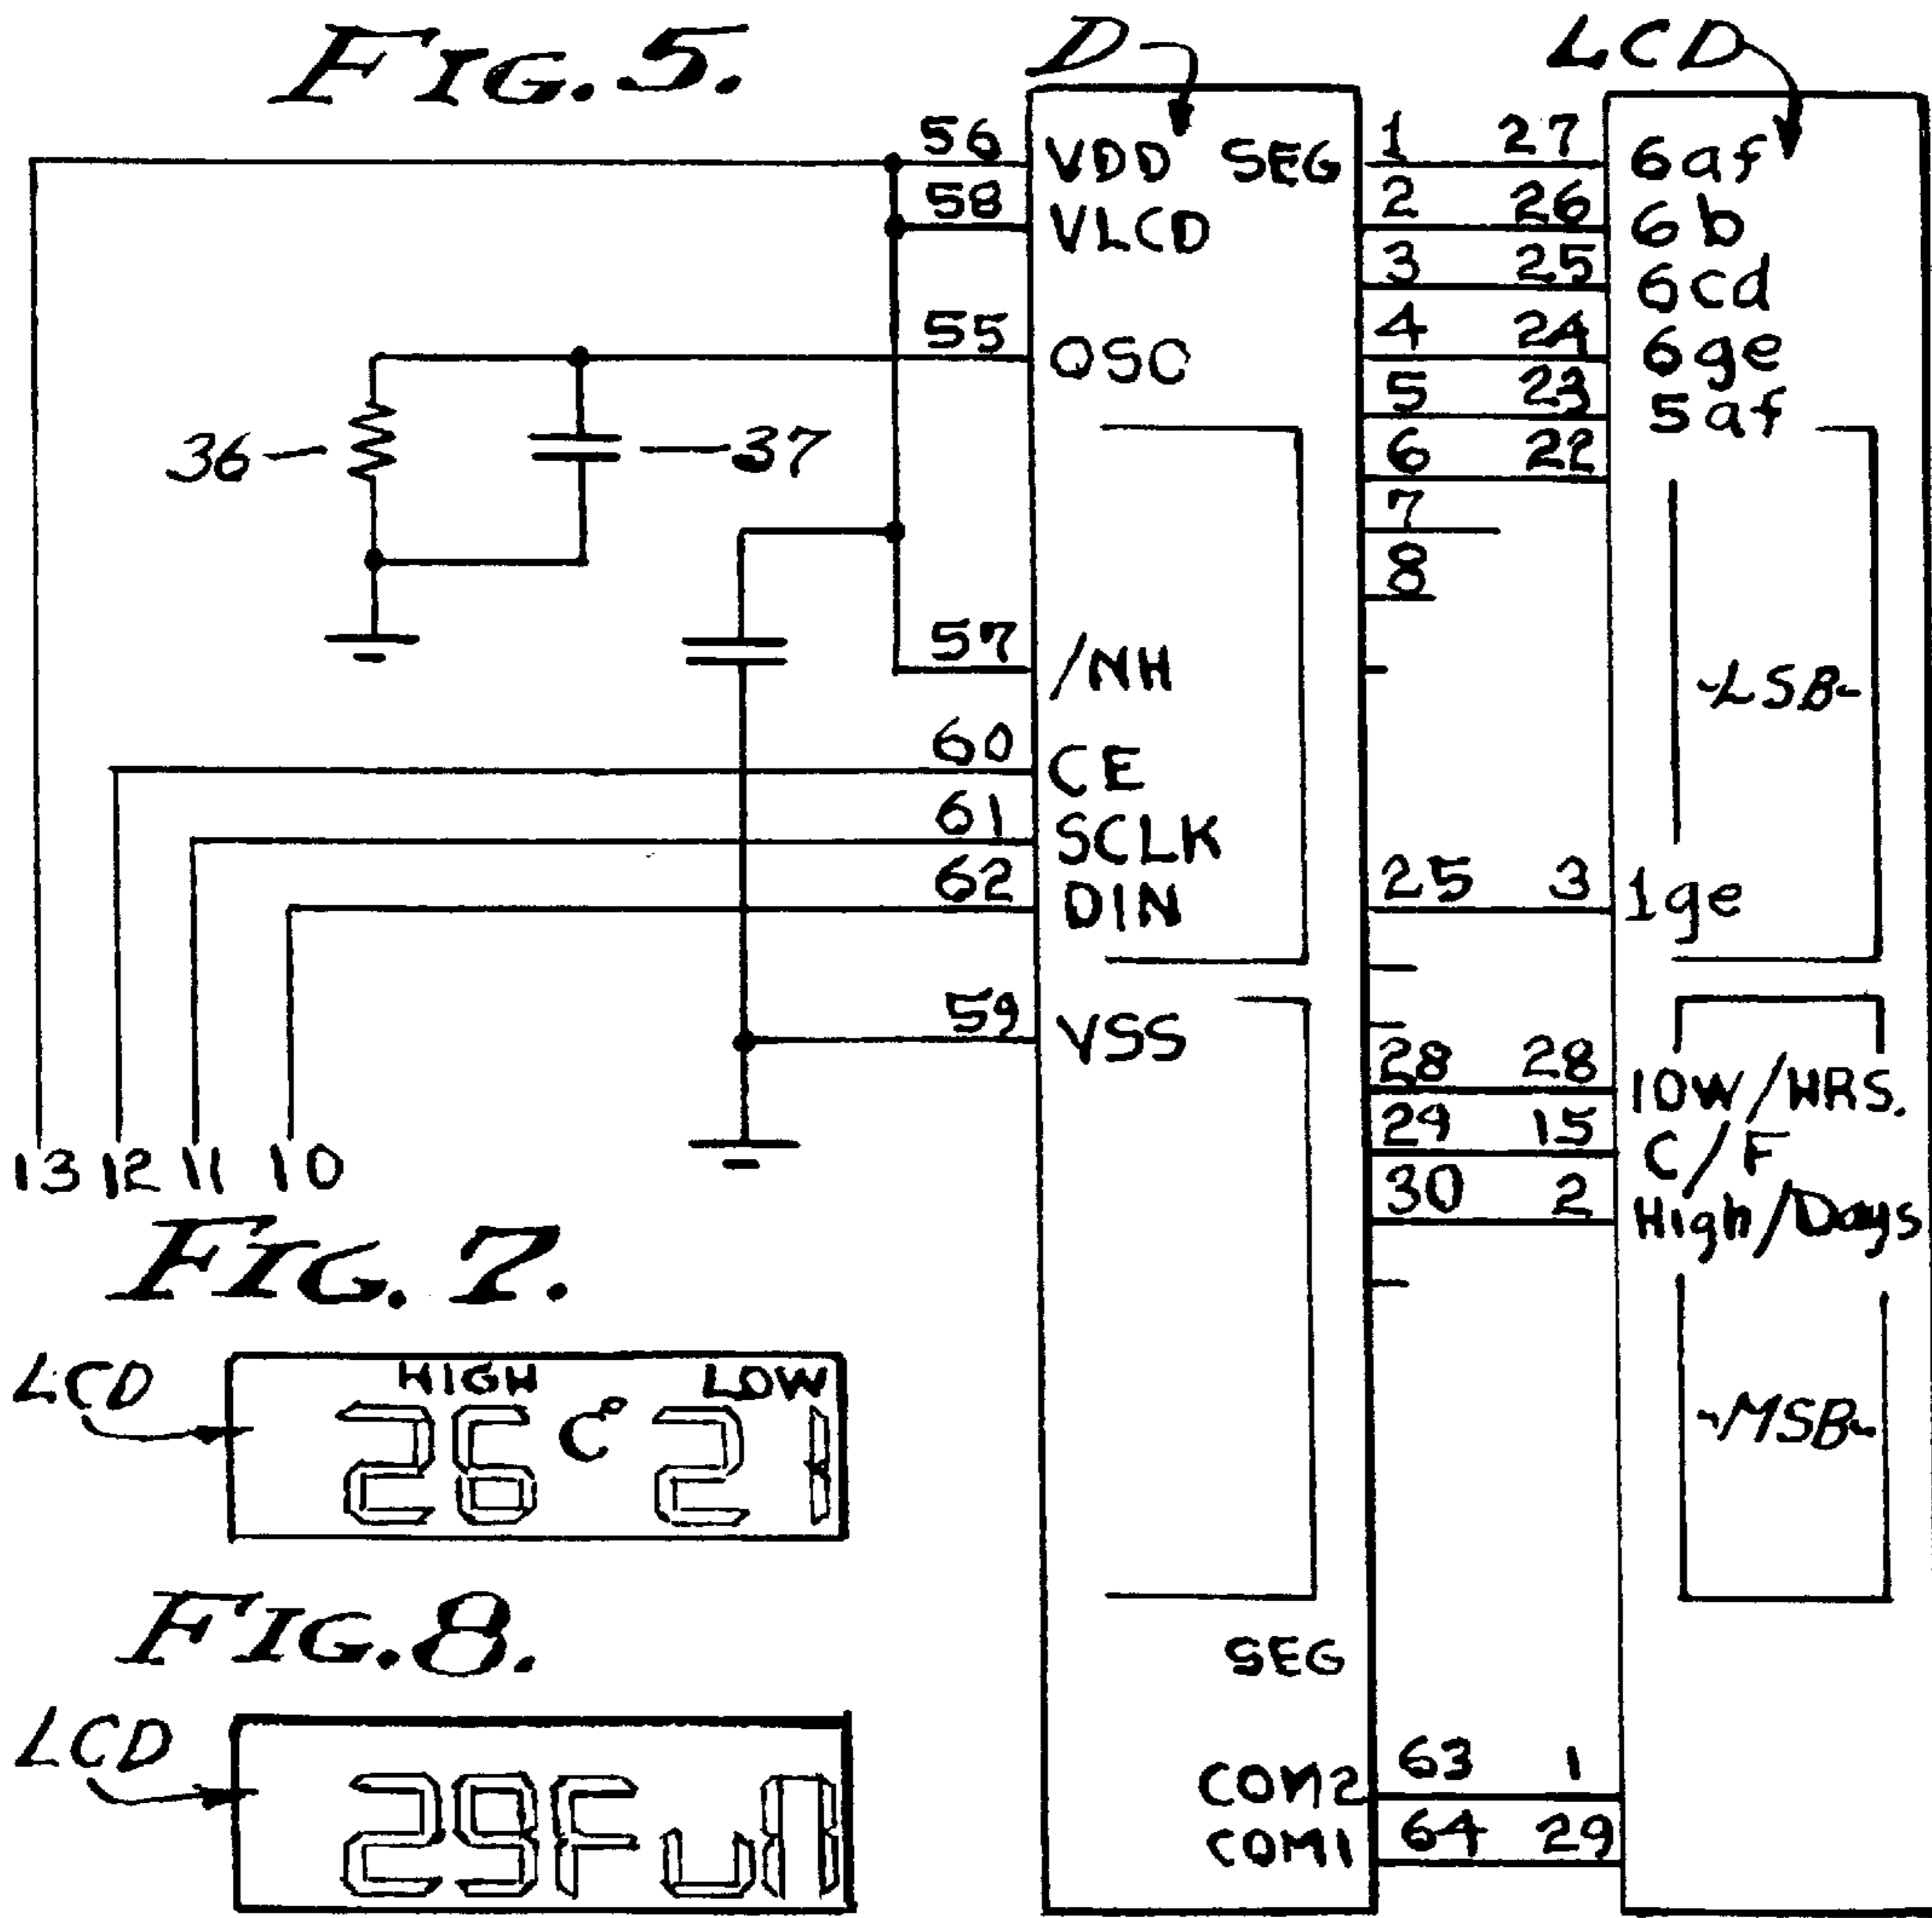 FIG. 5.
D
LCD
56 VDD SEG 1 27 6af
58 VLCD 2 26 6b
3 25 6cd
55 OSC 4 24 6ge
5 23 5af
36 37 6 22
7
8
57 /NH
-LSB-
60 CE
61 SCLK
62 DIN 25 3 1ge
59 VSS
28 28 LOW/HRS.
29 15 C/F
30 2 High/Days
13 12 11 10
FIG. 7.
LCD
HIGH LOW
26 C° 21
-MSB-
FIG. 8.
SEG
LCD
29Fun
COM2 63 1
COM1 64 29